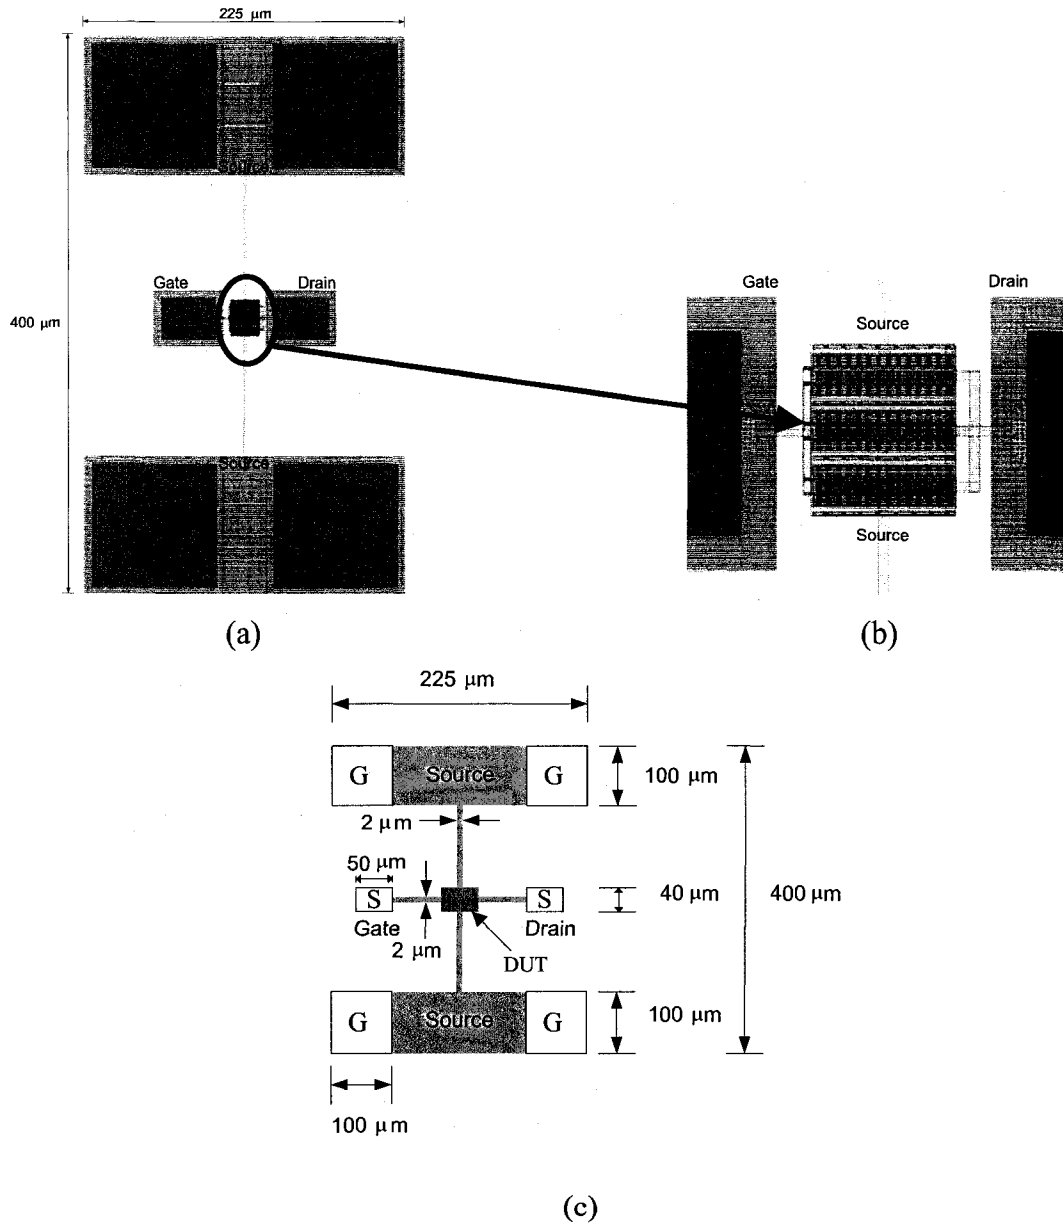 225 μm
Source
Gate
Drain
400 μm
Source
(a)
Gate
Drain
Source
Source
(b)
225 μm
G
Source
G
100 μm
2 μm
50 μm
S
S
40 μm
400 μm
Gate
Drain
2 μm
DUT
G
Source
G
100 μm
100 μm
(c)